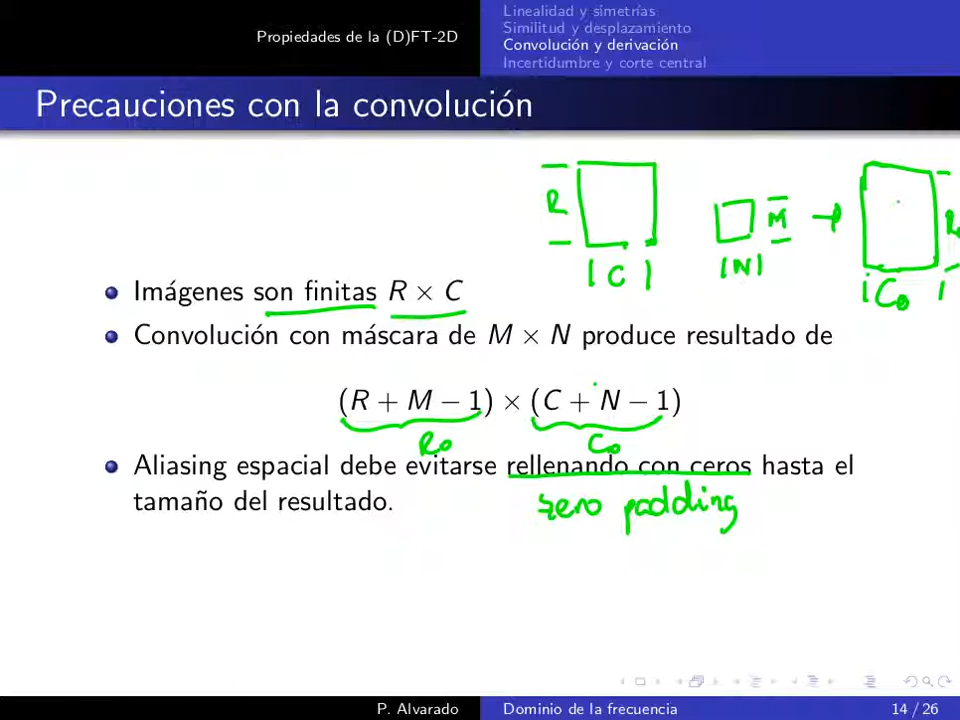 Propiedades de la (D)FT-2D
Linealidad y simetrías
Similitud y desplazamiento
Convolución y derivación
Incertidumbre y corte central
Precauciones con la convolución
R
C
M
N
R
C0
Imágenes son finitas R × C
Convolución con máscara de M × N produce resultado de
(R + M − 1) × (C + N − 1)
R0 C0
Aliasing espacial debe evitarse rellenando con ceros hasta el
tamaño del resultado.
zero padding
P. Alvarado
Dominio de la frecuencia
14 / 26